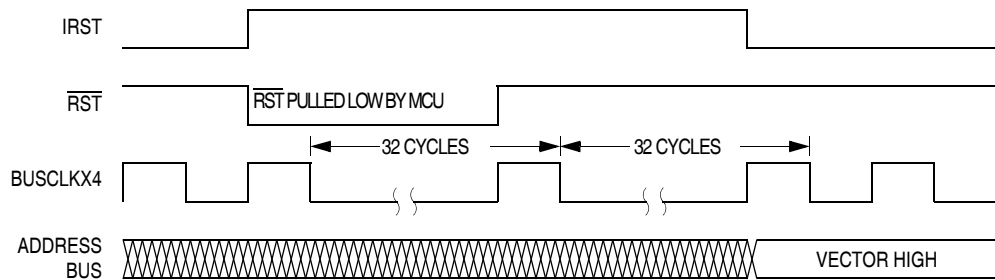 IRST
RST
RST PULLED LOW BY MCU
32 CYCLES
32 CYCLES
BUSCLKX4
ADDRESS
BUS
VECTOR HIGH